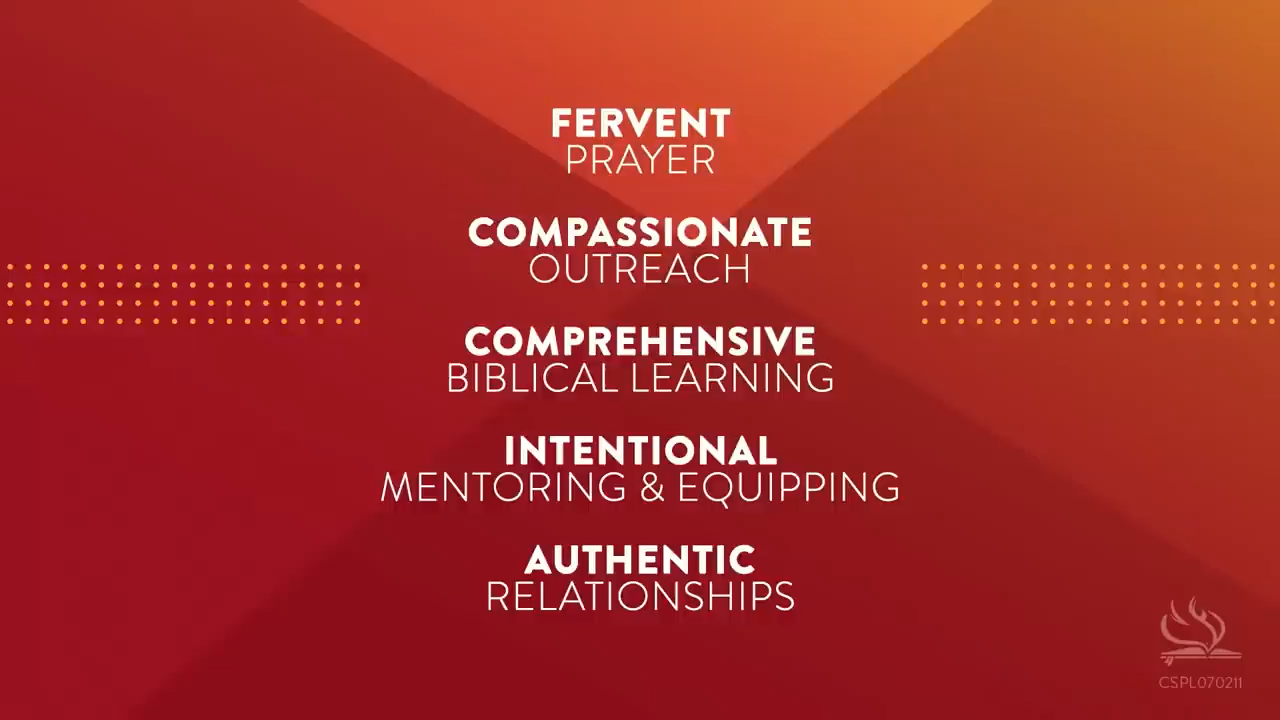 FERVENT
PRAYER
COMPASSIONATE
OUTREACH
COMPREHENSIVE
BIBLICAL LEARNING
INTENTIONAL
MENTORING & EQUIPPING
AUTHENTIC
RELATIONSHIPS
CSPL070211